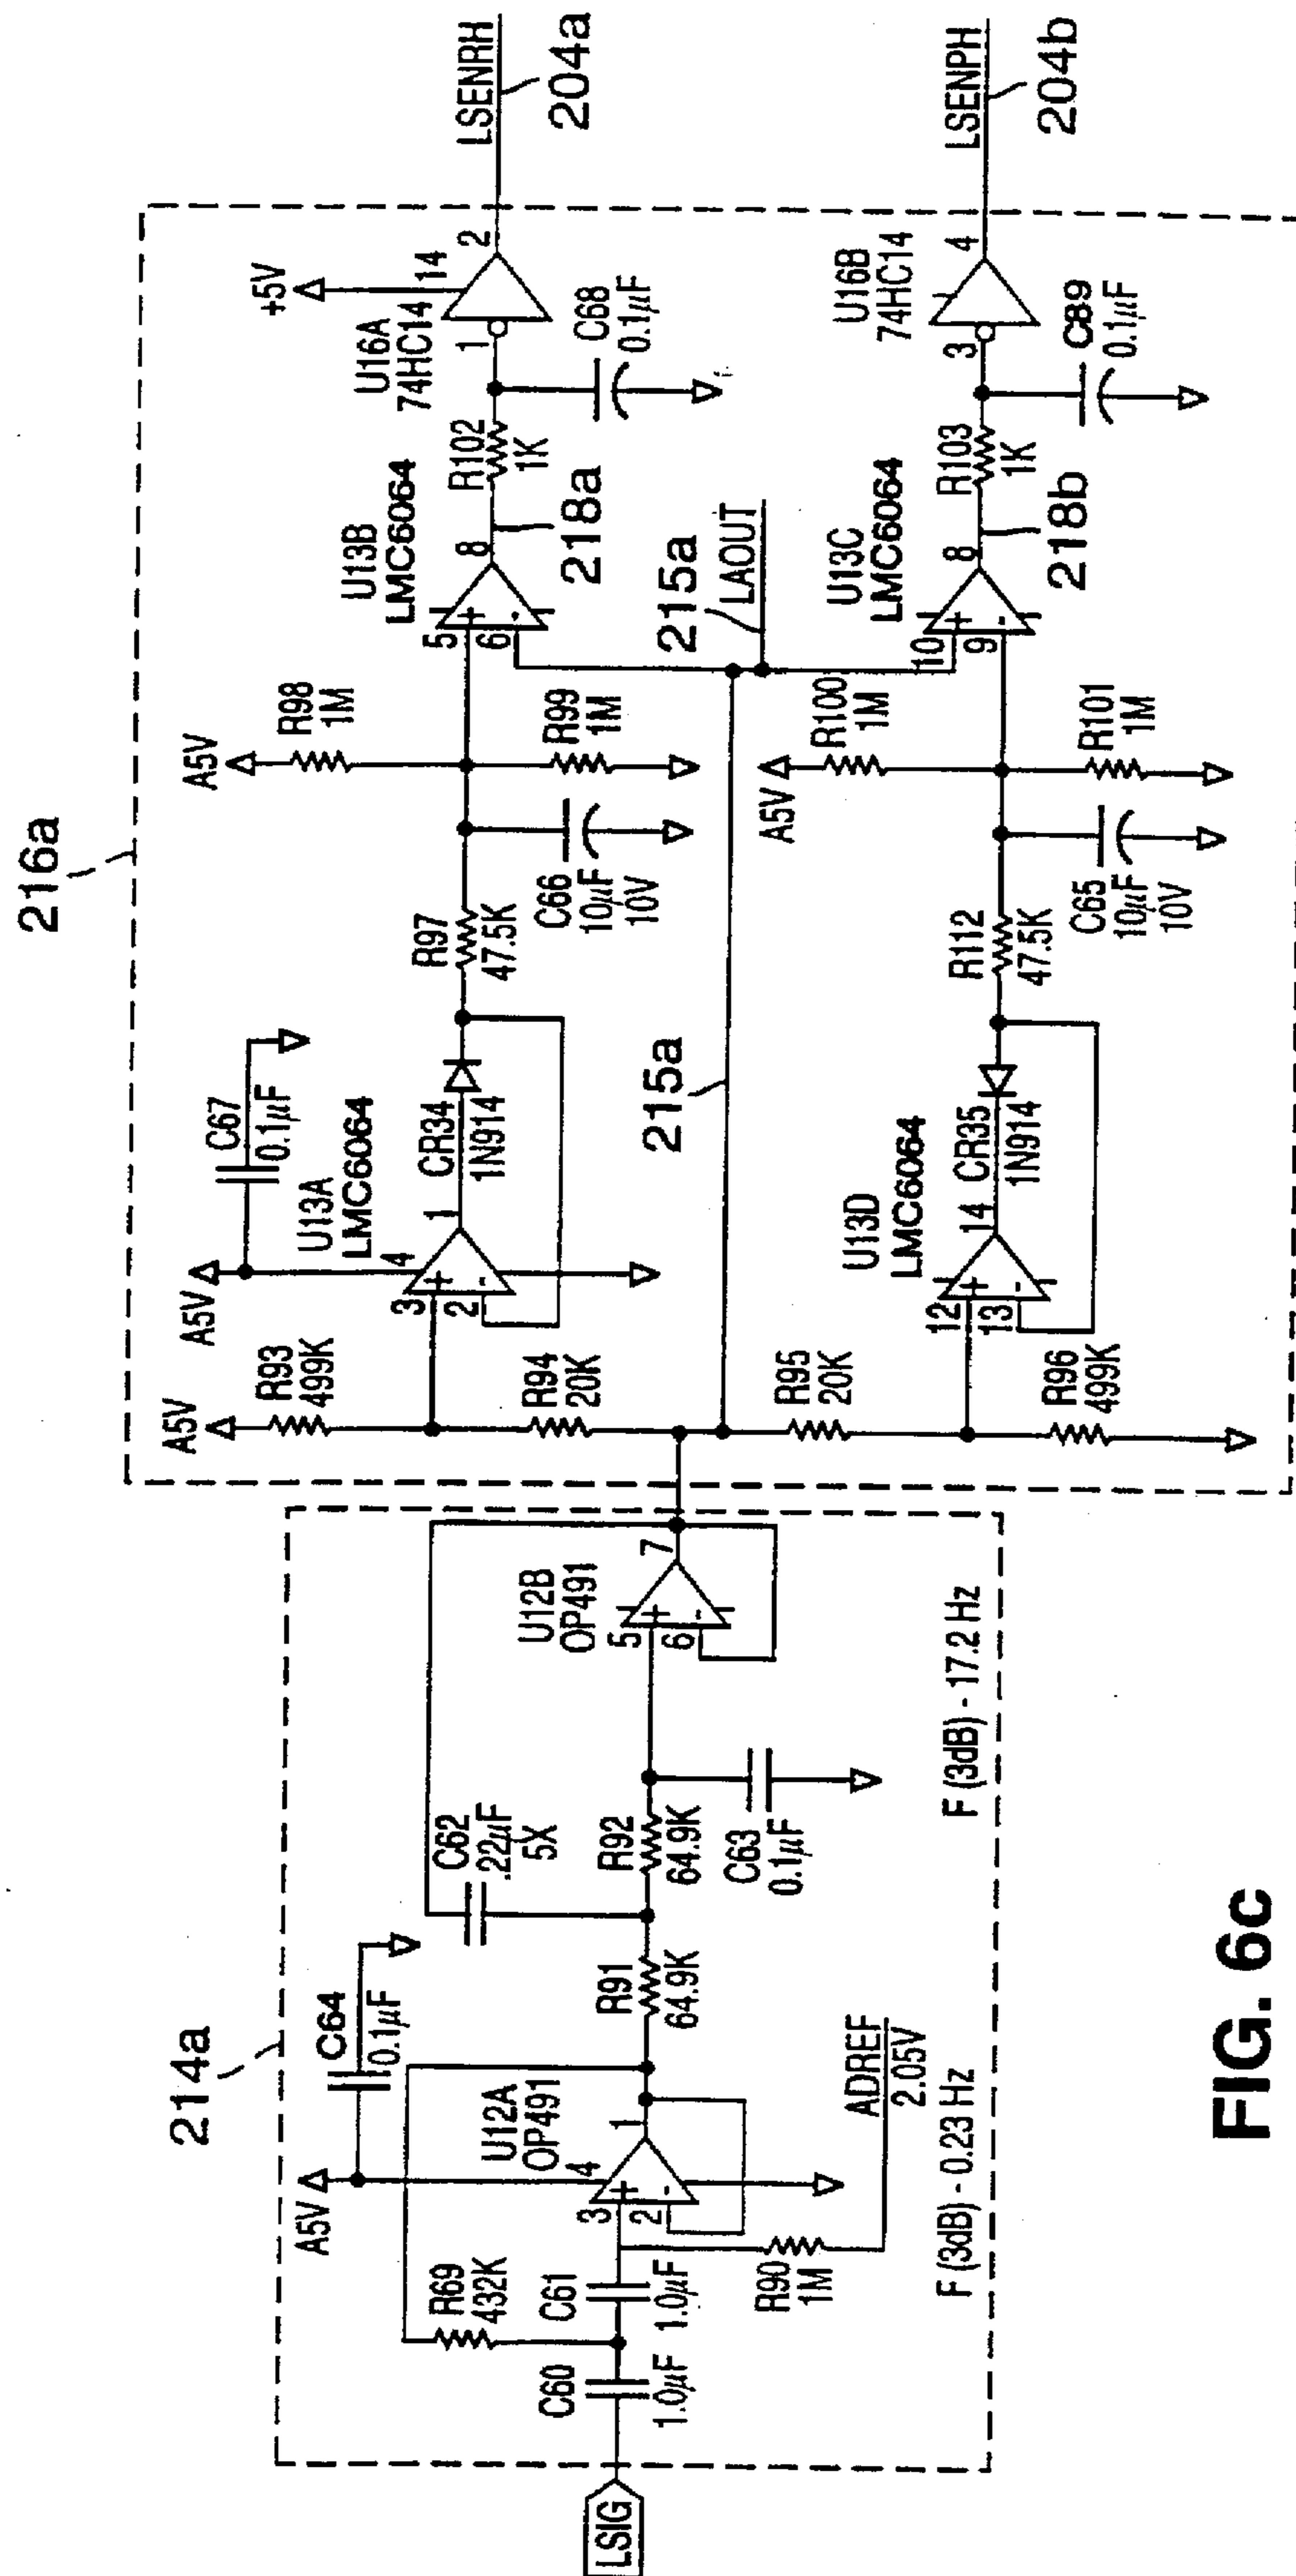 216a
214a
LSIG
C60
1.0µF
R69
432K
C61
1.0µF
R90
1M
ADREF
2.05V
F (3dB) - 0.23 Hz
A5V
C64
0.1µF
3
2
+
-
4
1
U12A
OP491
R91
64.9K
C62
.22µF
5X
R92
64.9K
C63
0.1µF
F (3dB) - 17.2 Hz
U12B
OP491
5
6
+
-
7
A5V
R93
499K
R94
20K
R95
20K
R96
499K
A5V
C67
0.1µF
U13A
LMC6064
3
2
+
-
4
1
CR34
1N914
R97
47.5K
C66
10µF
10V
A5V
R98
1M
R99
1M
U13B
LMC6064
5
6
+
-
8
218a
R102
1K
U16A
74HC14
+5V
14
1
2
C68
0.1µF
LSENRH
204a
215a
215a
LAOUT
U13D
LMC6064
12
13
+
-
14
CR35
1N914
R112
47.5K
C65
10µF
10V
A5V
R100
1M
R101
1M
U13C
LMC6064
10
9
+
-
8
218b
R103
1K
U16B
74HC14
3
4
C89
0.1µF
LSENPH
204b
FIG. 6c